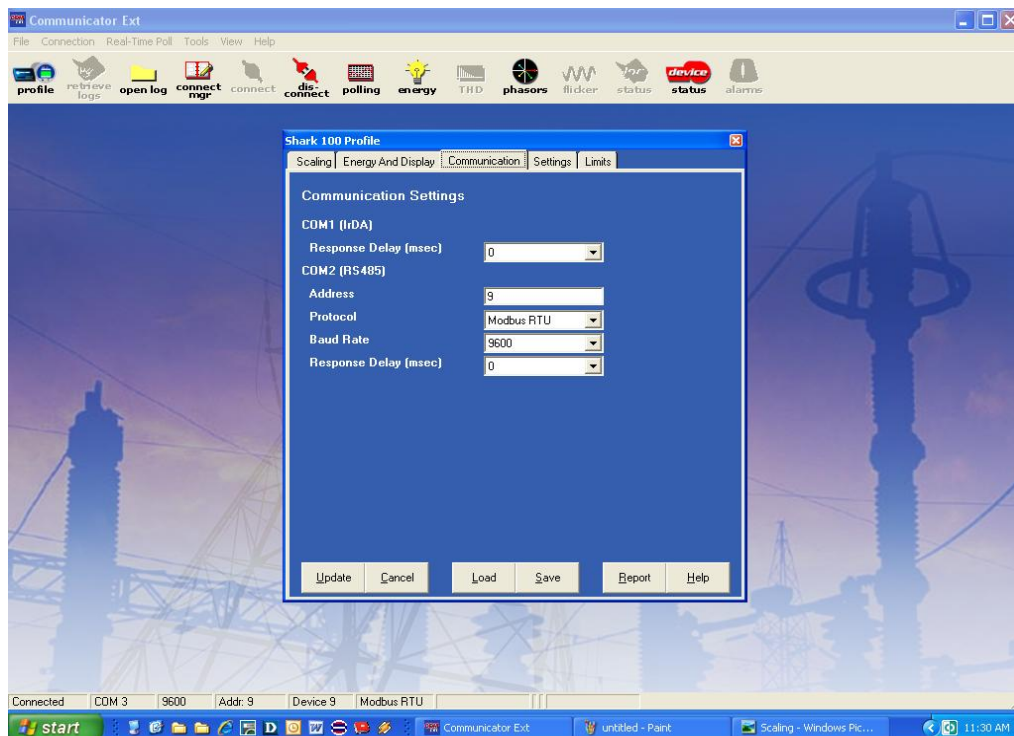 Communicator Ext
File Connection Real-Time Poll Tools View Help
profile retrieve logs open log connect mgr connect dis-connect polling energy THD phasors flicker status device status alarms
Shark 100 Profile
Scaling Energy And Display Communication Settings Limits
Communication Settings
COM1 (IrDA)
Response Delay (msec) 0
COM2 (RS485)
Address 9
Protocol Modbus RTU
Baud Rate 9600
Response Delay (msec) 0
Update Cancel Load Save Report Help
Connected COM 3 9600 Addr: 9 Device 9 Modbus RTU
start Communicator Ext untitled - Paint Scaling - Windows Pic... 11:30 AM